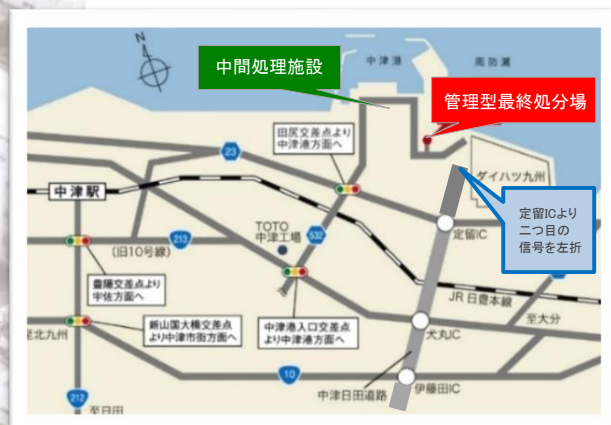 N
中間処理施設
中津港
周防灘
管理型最終処分場
田尻交差点より
中津港方面へ
23
ダイハツ九州
中津駅
定留ICより
二つ目の
信号を左折
TOTO
中津工場
532
定留IC
(旧10号線)
213
豊陽交差点より
宇佐方面へ
JR日豊本線
新山国大橋交差点
より中津市街方面へ
中津港入口交差点
より中津港方面へ
犬丸IC
至大分
至北九州
10
伊藤田IC
中津日田道路
212
至日田